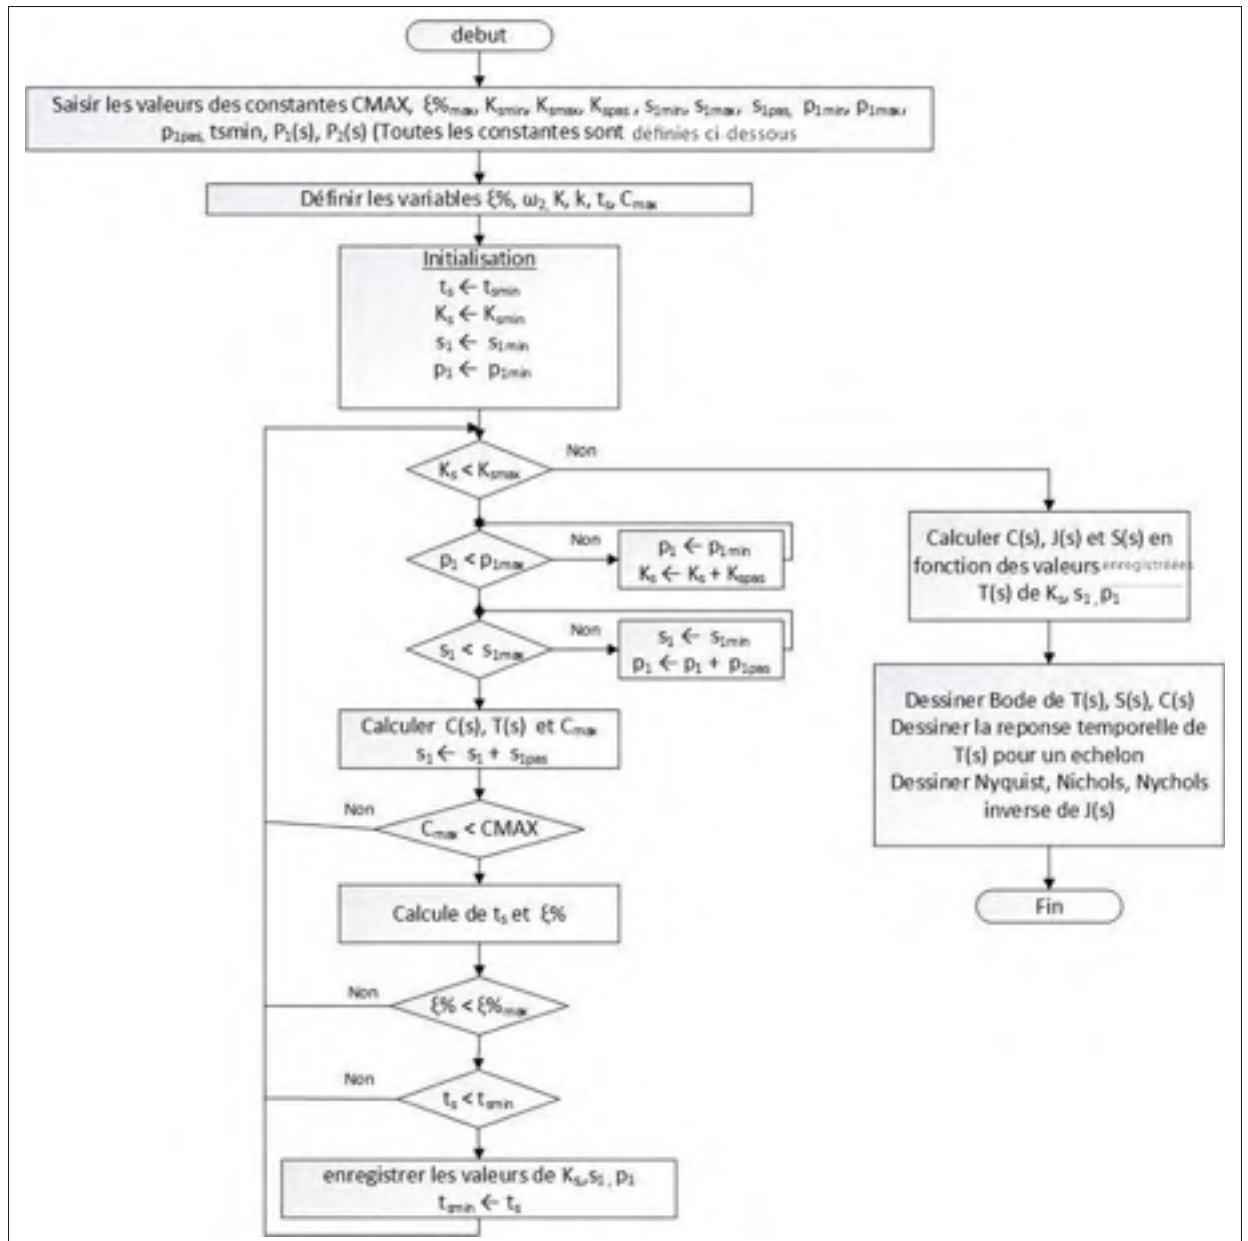 debut
Saisir les valeurs des constantes CMAX, ξ%max, Ksmin, Ksmax, Kspas, s1min, s1max, s1pas, p1min, p1max,
p1pas, tsmin, P1(s), P2(s) (Toutes les constantes sont définies ci-dessous
Définir les variables ξ%, ω2, K, k, ts, Cmax
Initialisation
ts ← tsmin
Ks ← Ksmin
s1 ← s1min
p1 ← p1min
Ks < Ksmax
Non
p1 < p1max
Non
p1 ← p1min
Ks ← Ks + Kspas
s1 < s1max
Non
s1 ← s1min
p1 ← p1 + p1pas
Calculer C(s), T(s) et Cmax
s1 ← s1 + s1pas
Non
Cmax < CMAX
Calcule de ts et ξ%
Non
ξ% < ξ%max
Non
ts < tsmin
enregistrer les valeurs de Ks,s1, p1
tsmin ← ts
Calculer C(s), J(s) et S(s) en
fonction des valeurs enregistréées
T(s) de Ks, s1, p1
Dessiner Bode de T(s), S(s), C(s)
Dessiner la reponse temporelle de
T(s) pour un echelon
Dessiner Nyquist, Nichols, Nychols
inverse de J(s)
Fin